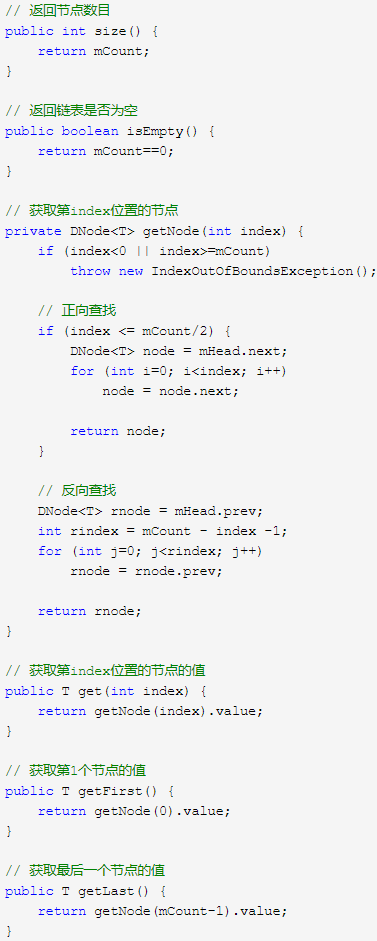 // 返回节点数目
public int size() {
    return mCount;
}

// 返回链表是否为空
public boolean isEmpty() {
    return mCount==0;
}

// 获取第index位置的节点
private DNode<T> getNode(int index) {
    if (index<0 || index>=mCount)
        throw new IndexOutOfBoundsException();

    // 正向查找
    if (index <= mCount/2) {
        DNode<T> node = mHead.next;
        for (int i=0; i<index; i++)
            node = node.next;

        return node;
    }

    // 反向查找
    DNode<T> rnode = mHead.prev;
    int rindex = mCount - index -1;
    for (int j=0; j<rindex; j++)
        rnode = rnode.prev;

    return rnode;
}

// 获取第index位置的节点的值
public T get(int index) {
    return getNode(index).value;
}

// 获取第1个节点的值
public T getFirst() {
    return getNode(0).value;
}

// 获取最后一个节点的值
public T getLast() {
    return getNode(mCount-1).value;
}